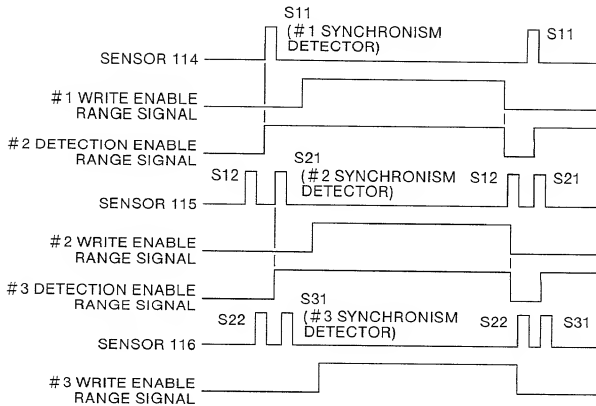 S11
(#1 SYNCHRONISM
DETECTOR)
S11
SENSOR 114
#1 WRITE ENABLE
RANGE SIGNAL
#2 DETECTION ENABLE
RANGE SIGNAL
S21
S12
(#2 SYNCHRONISM
DETECTOR)
S12
S21
SENSOR 115
#2 WRITE ENABLE
RANGE SIGNAL
#3 DETECTION ENABLE
RANGE SIGNAL
S31
S22
(#3 SYNCHRONISM
DETECTOR)
S22
S31
SENSOR 116
#3 WRITE ENABLE
RANGE SIGNAL